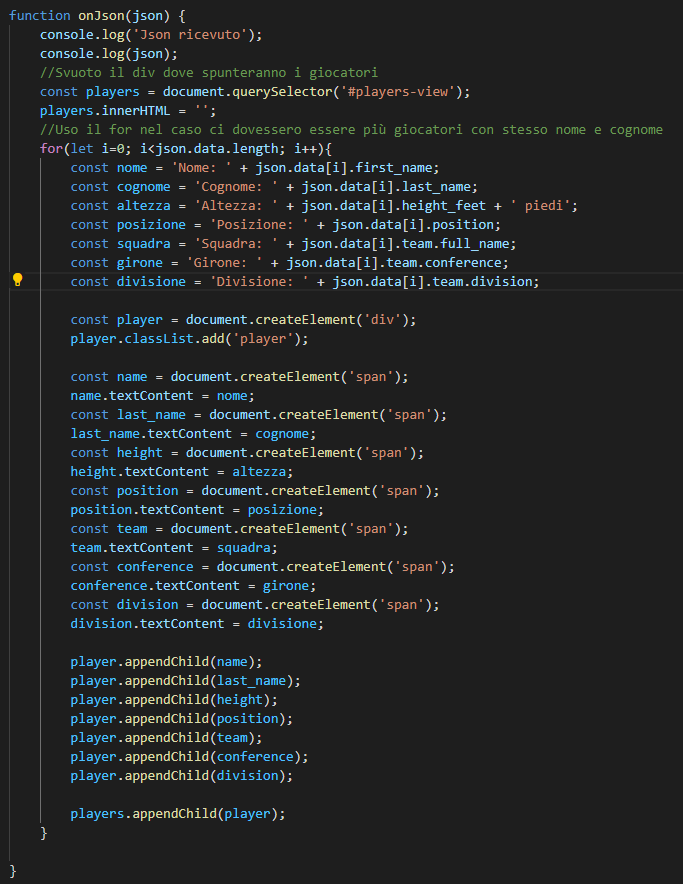 function onJson(json) {
    console.log('Json ricevuto');
    console.log(json);
    //Svuoto il div dove spunteranno i giocatori
    const players = document.querySelector('#players-view');
    players.innerHTML = '';
    //Uso il for nel caso ci dovessero essere più giocatori con stesso nome e cognome
    for(let i=0; i<json.data.length; i++){
        const nome = 'Nome: ' + json.data[i].first_name;
        const cognome = 'Cognome: ' + json.data[i].last_name;
        const altezza = 'Altezza: ' + json.data[i].height_feet + ' piedi';
        const posizione = 'Posizione: ' + json.data[i].position;
        const squadra = 'Squadra: ' + json.data[i].team.full_name;
        const girone = 'Girone: ' + json.data[i].team.conference;
        const divisione = 'Divisione: ' + json.data[i].team.division;

        const player = document.createElement('div');
        player.classList.add('player');

        const name = document.createElement('span');
        name.textContent = nome;
        const last_name = document.createElement('span');
        last_name.textContent = cognome;
        const height = document.createElement('span');
        height.textContent = altezza;
        const position = document.createElement('span');
        position.textContent = posizione;
        const team = document.createElement('span');
        team.textContent = squadra;
        const conference = document.createElement('span');
        conference.textContent = girone;
        const division = document.createElement('span');
        division.textContent = divisione;

        player.appendChild(name);
        player.appendChild(last_name);
        player.appendChild(height);
        player.appendChild(position);
        player.appendChild(team);
        player.appendChild(conference);
        player.appendChild(division);

        players.appendChild(player);
    }

}